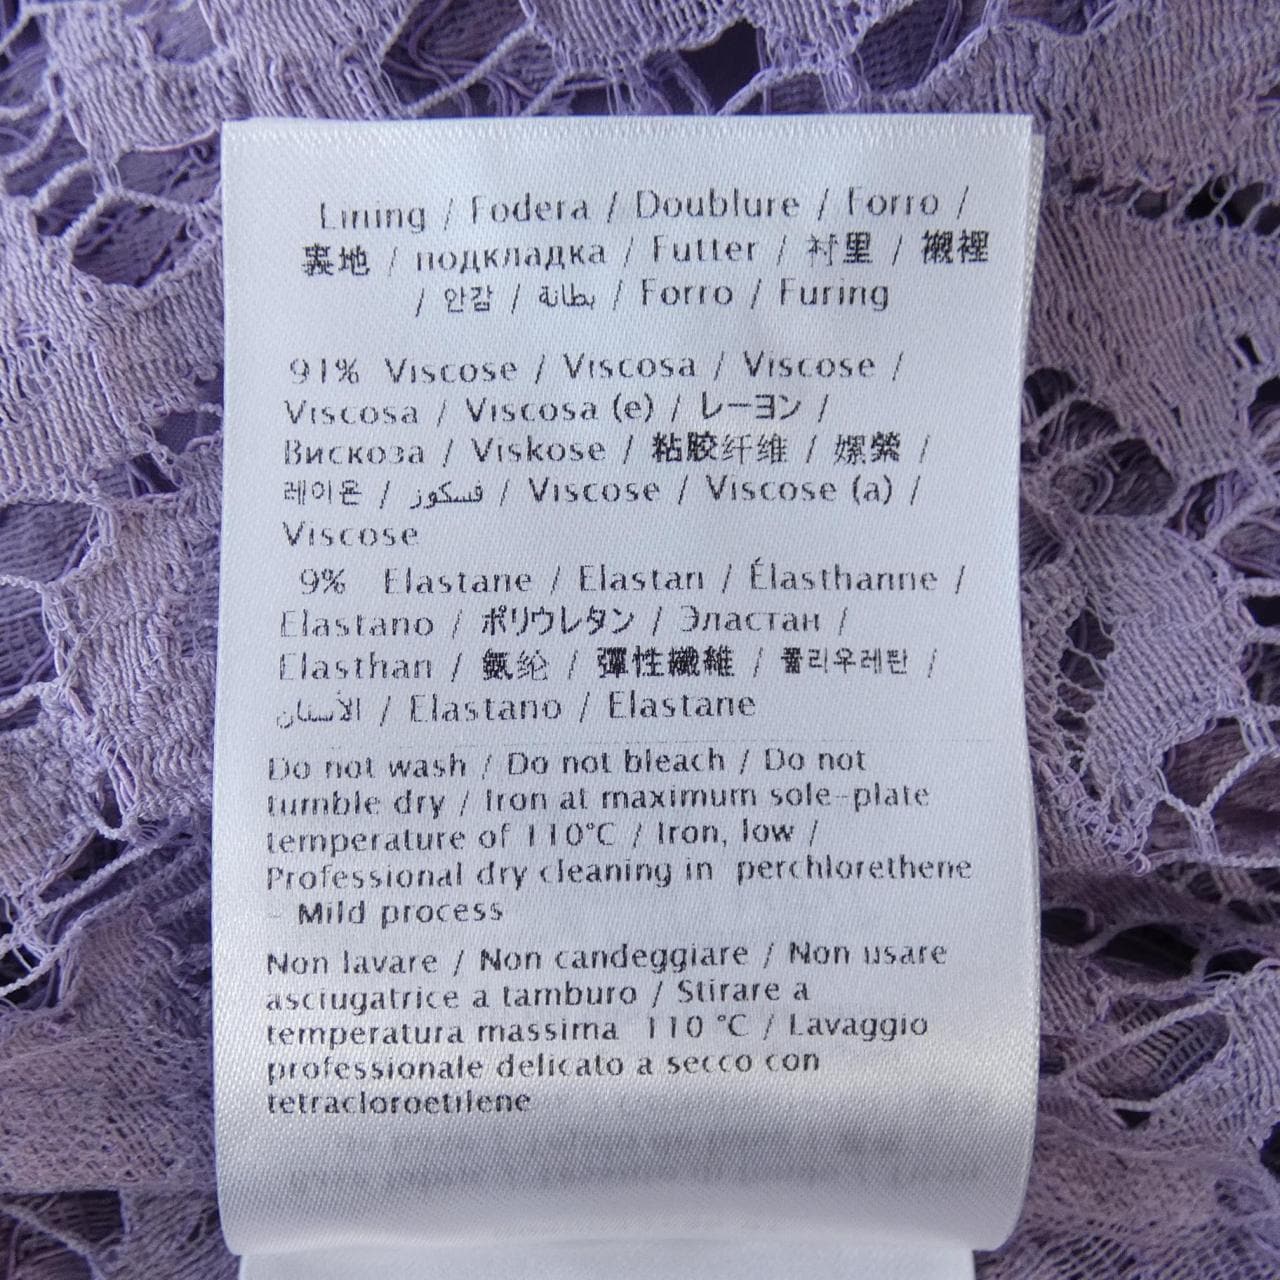 Lining / Fodera / Doublure / Forro /
裏地 / подкладка / Futter / 衬里 / 襯裡
/ 안감 / بطانة / Forro / Furing
91% Viscose / Viscosa / Viscose /
Viscosa / Viscosa (e) / レーヨン /
Вискоза / Viskose / 粘胶纤维 / 嫘縈 /
레이온 / فسكوز / Viscose / Viscose (a) /
Viscose
9% Elastane / Elastan / Élasthanne /
Elastano / ポリウレタン / Эластан /
Elasthan / 氨纶 / 彈性纖維 / 폴리우레탄 /
الأستان / Elastano / Elastane
Do not wash / Do not bleach / Do not
tumble dry / Iron at maximum sole-plate
temperature of 110°C / Iron, low /
Professional dry cleaning in perchlorethene
- Mild process
Non lavare / Non candeggiare / Non usare
asciugatrice a tamburo / Stirare a
temperatura massima 110 °C / Lavaggio
professionale delicato a secco con
tetracloroetilene